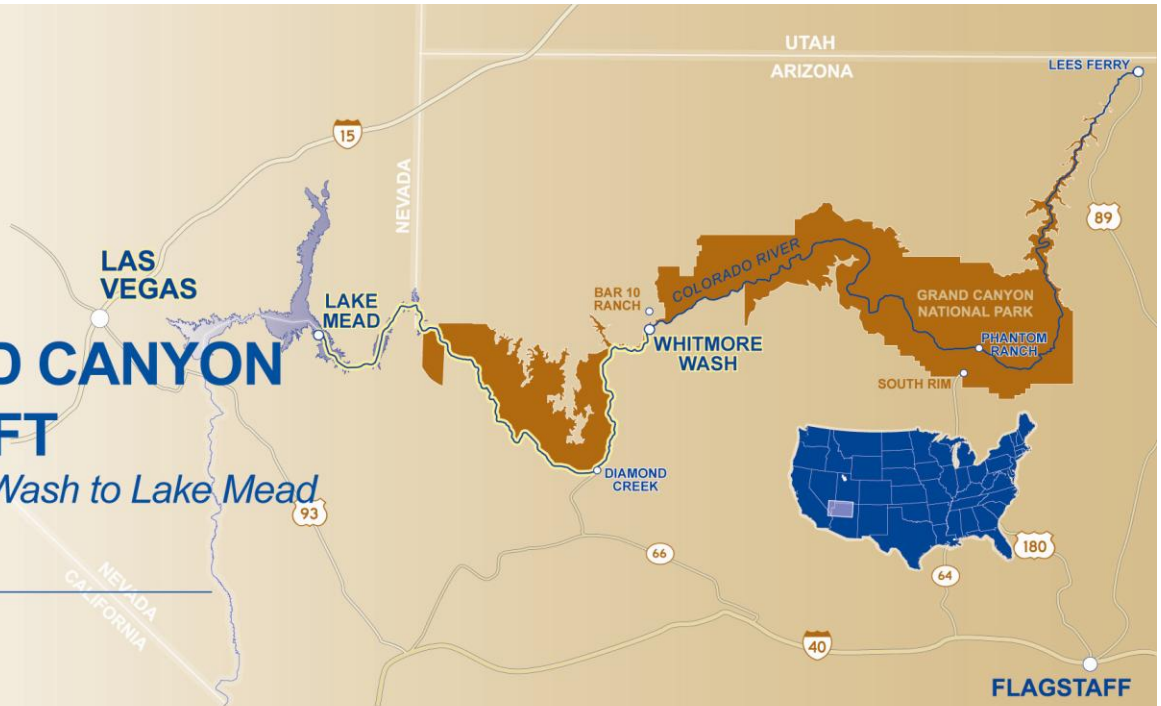 UTAH
ARIZONA
LEES FERRY
15
NEVADA
89
LAS
VEGAS
LAKE
MEAD
BAR 10
RANCH
COLORADO RIVER
GRAND CANYON
NATIONAL PARK
WHITMORE
WASH
PHANTOM
RANCH
SOUTH RIM
D CANYON
FT
Wash to Lake Mead
DIAMOND
CREEK
93
66
180
64
NEVADA
CALIFORNIA
40
FLAGSTAFF